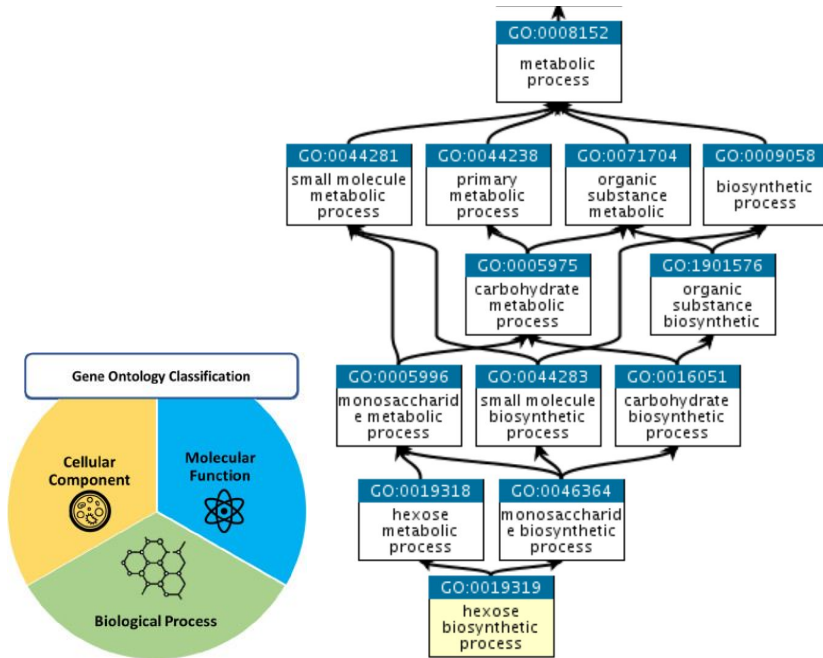 GO:0008152
metabolic
process
GO:0044281
small molecule
metabolic
process
GO:0044238
primary
metabolic
process
GO:0071704
organic
substance
metabolic
GO:0009058
biosynthetic
process
GO:0005975
carbohydrate
metabolic
process
GO:1901576
organic
substance
biosynthetic
GO:0005996
monosaccharid
e metabolic
process
GO:0044283
small molecule
biosynthetic
process
GO:0016051
carbohydrate
biosynthetic
process
GO:0019318
hexose
metabolic
process
GO:0046364
monosaccharid
e biosynthetic
process
GO:0019319
hexose
biosynthetic
process
Gene Ontology Classification
Cellular
Component
Molecular
Function
Biological Process